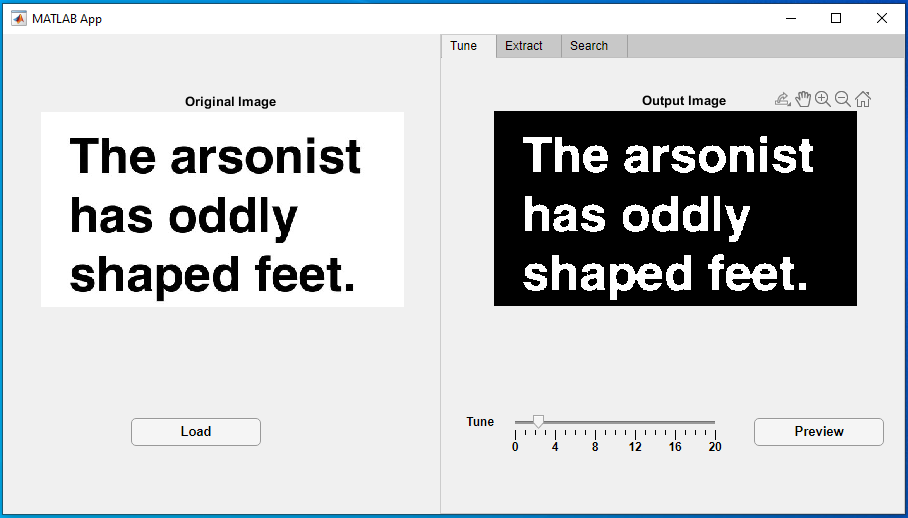 MATLAB App
Tune Extract Search
Original Image
The arsonist
has oddly
shaped feet.
Load
Output Image
The arsonist
has oddly
shaped feet.
Tune
0 4 8 12 16 20
Preview